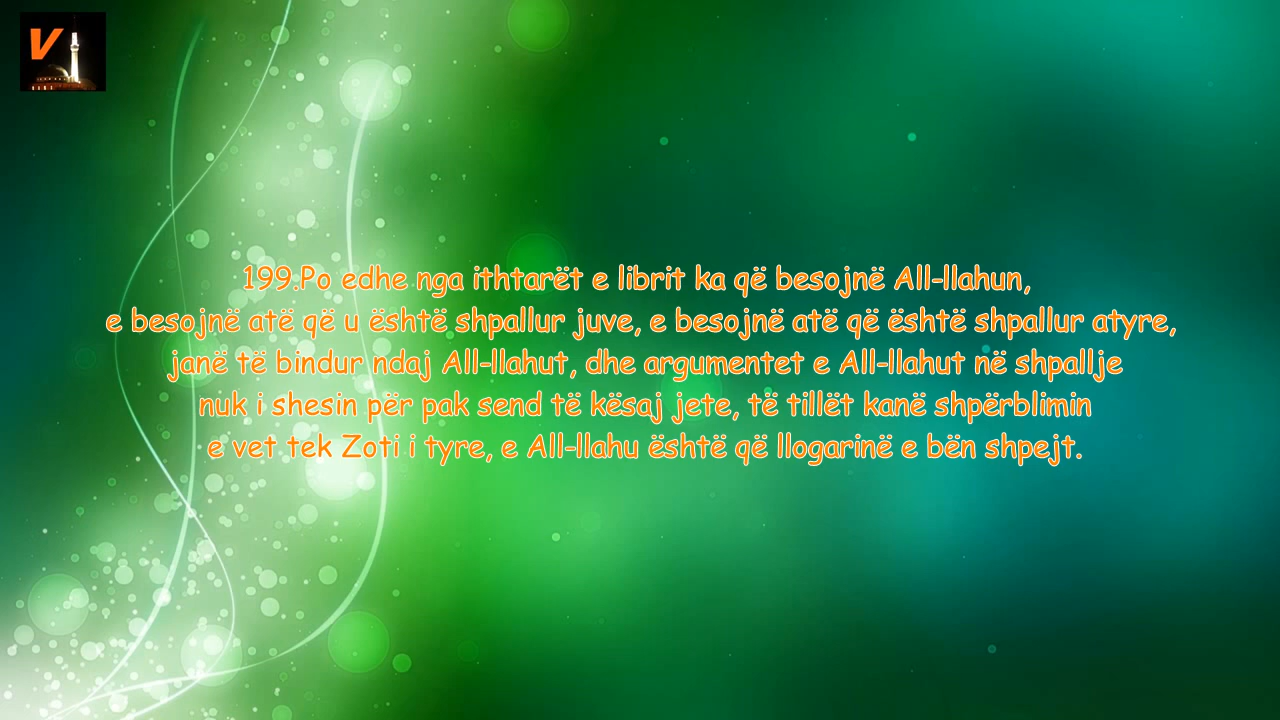 V
199.Po edhe nga ithtarët e librit ka që besojnë All-llahun,
e besojnë atë që u është shpallur juve, e besojnë atë që është shpallur atyre,
janë të bindur ndaj All-llahut, dhe argumentet e All-llahut në shpallje
nuk i shesin për pak send të kësaj jete, të tillët kanë shpërblimin
e vet tek Zoti i tyre, e All-llahu është që llogarinë e bën shpejt.